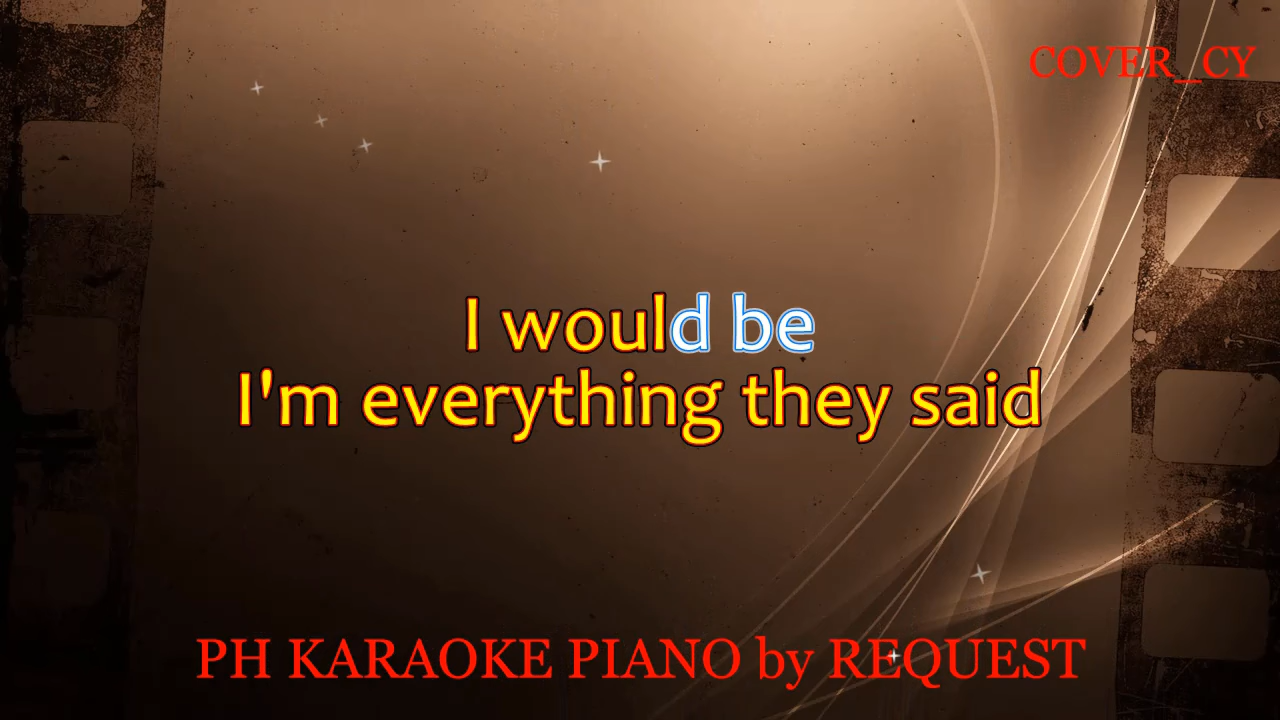 COVER_CY
I would be
I'm everything they said
PH KARAOKE PIANO by REQUEST